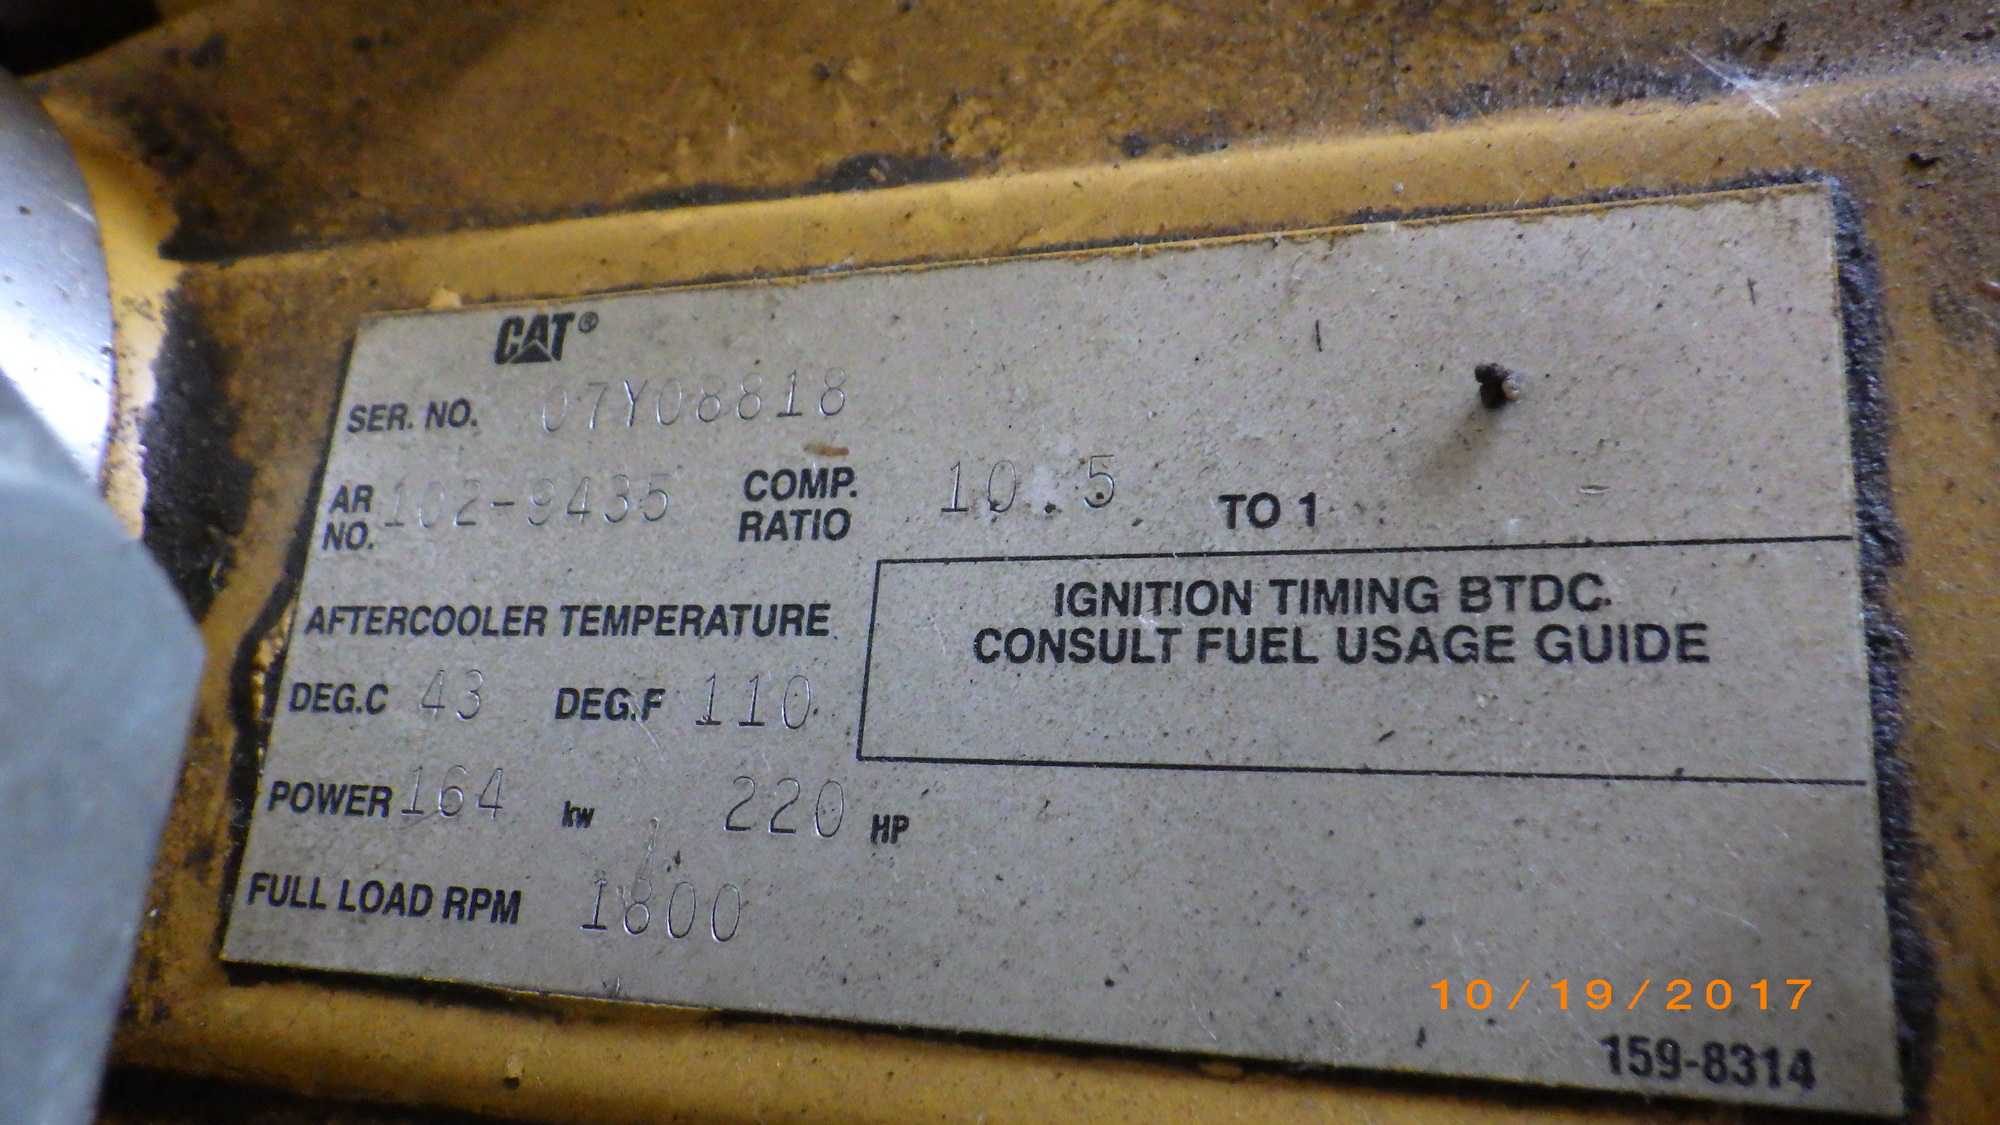 CAT®
SER. NO. 07Y08818
AR NO. 102-9435 COMP. RATIO 10.5 TO 1
AFTERCOOLER TEMPERATURE
DEG.C 43 DEG.F 110
IGNITION TIMING BTDC.
CONSULT FUEL USAGE GUIDE
POWER 164 kw 220 HP
FULL LOAD RPM 1800
10/19/2017
159-8314